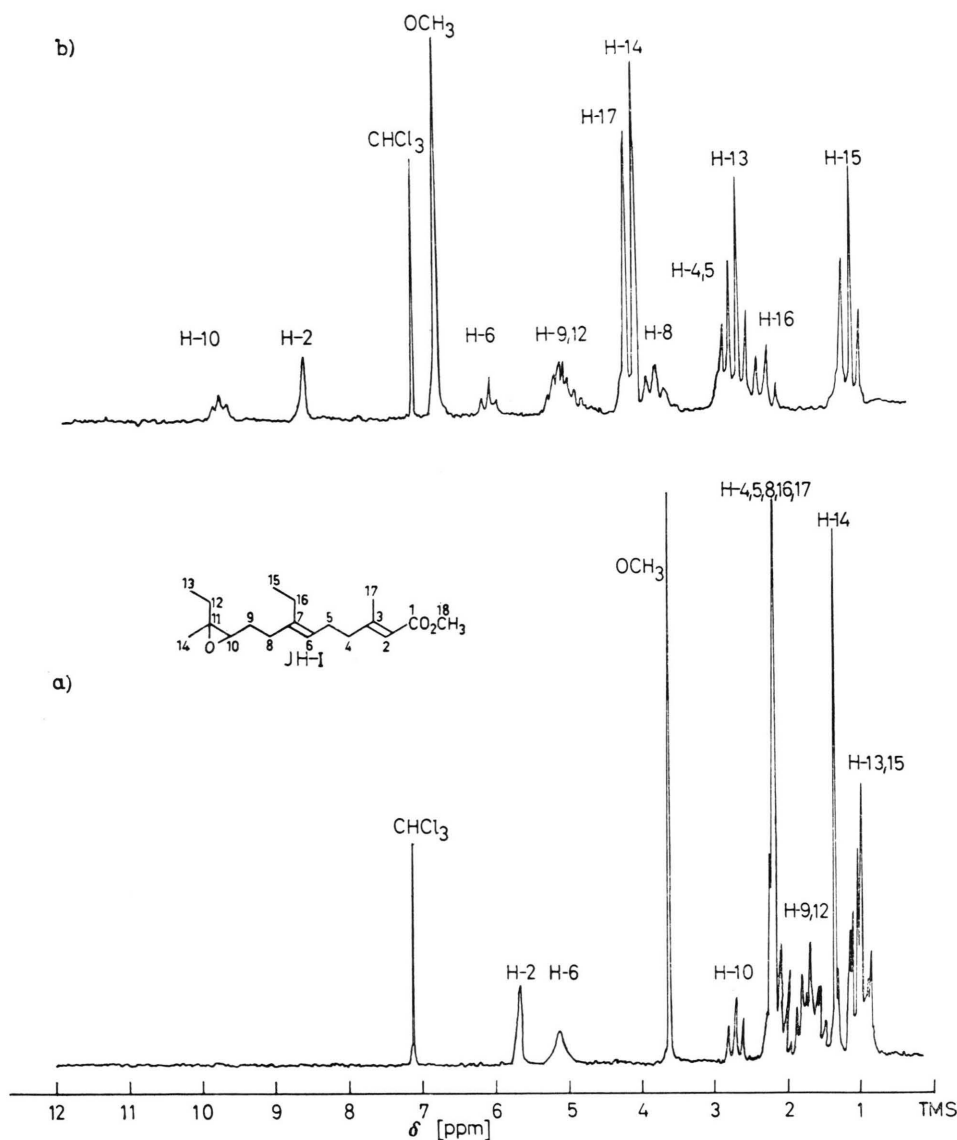 b)
OCH3
H-14
H-17
CHCl3
H-13
H-15
H-4,5
H-10
H-2
H-6
H-9,12
H-8
H-16
H-4,5,8,16,17
H-14
OCH3
13
12
11
14
O
10
9
8
15
16
7
6
5
4
17
3
2
1
CO2CH3
18
JH-I
a)
H-13,15
CHCl3
H-9,12
H-2
H-6
H-10
12 11 10 9 8 7 6 5 4 3 2 1 TMS
δ [ppm]